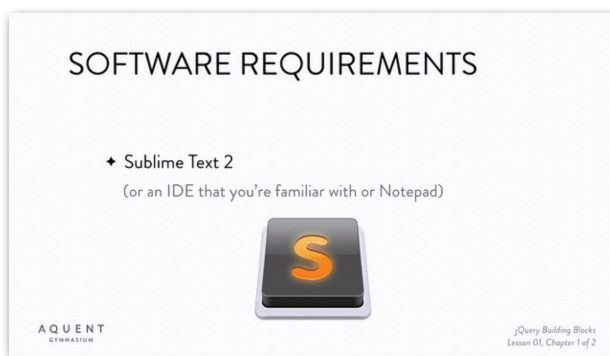 SOFTWARE REQUIREMENTS
✦ Sublime Text 2
(or an IDE that you're familiar with or Notepad)
S
AQUENT
GYMNASIUM
jQuery Building Blocks
Lesson 01, Chapter 1 of 2